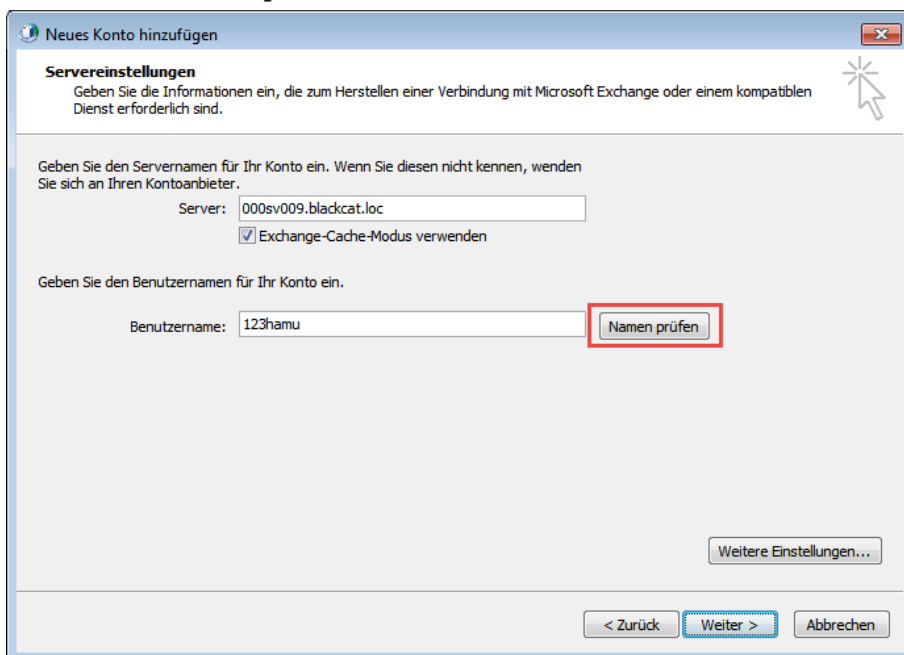 Neues Konto hinzufügen
Servereinstellungen
Geben Sie die Informationen ein, die zum Herstellen einer Verbindung mit Microsoft Exchange oder einem kompatiblen
Dienst erforderlich sind.
Geben Sie den Servernamen für Ihr Konto ein. Wenn Sie diesen nicht kennen, wenden
Sie sich an Ihren Kontoanbieter.
Server: 000sv009.blackcat.loc
Exchange-Cache-Modus verwenden
Geben Sie den Benutzernamen für Ihr Konto ein.
Benutzername: 123hamu Namen prüfen
Weitere Einstellungen...
< Zurück Weiter > Abbrechen